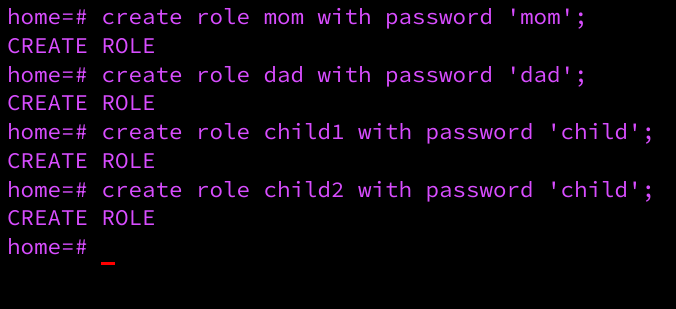 home=# create role mom with password 'mom';
CREATE ROLE
home=# create role dad with password 'dad';
CREATE ROLE
home=# create role child1 with password 'child';
CREATE ROLE
home=# create role child2 with password 'child';
CREATE ROLE
home=#